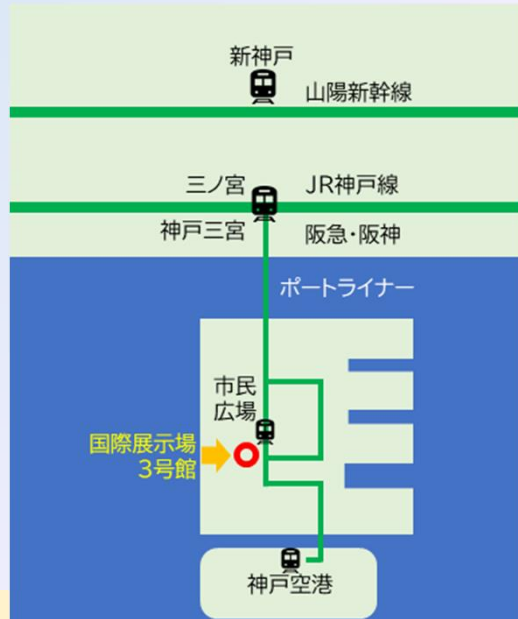 新神戸
山陽新幹線
三ノ宮
JR神戸線
神戸三宮
阪急・阪神
ポートライナー
市民
広場
国際展示場
3号館
神戸空港